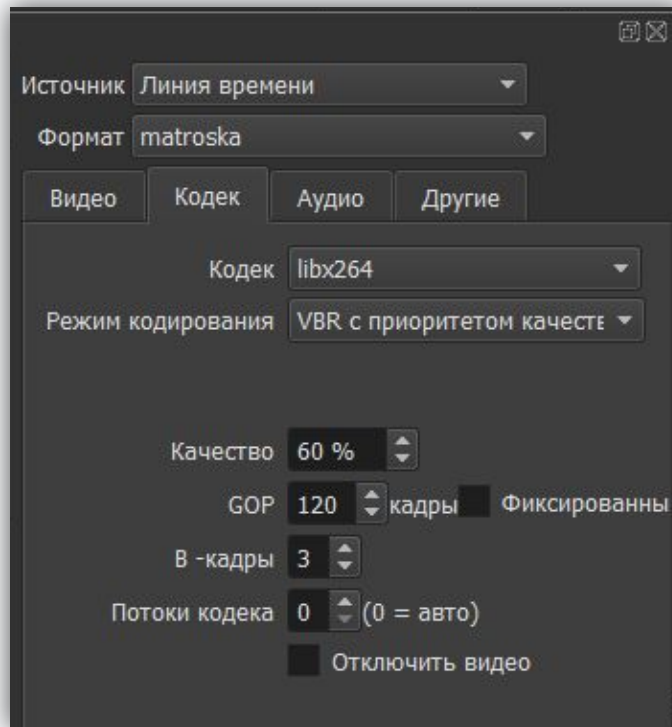 Источник Линия времени
Формат matroska
Видео Кодек Аудио Другие
Кодек libx264
Режим кодирования VBR с приоритетом качеств
Качество 60 %
GOP 120 кадры Фиксированны
B -кадры 3
Потоки кодека 0 (0 = авто)
Отключить видео